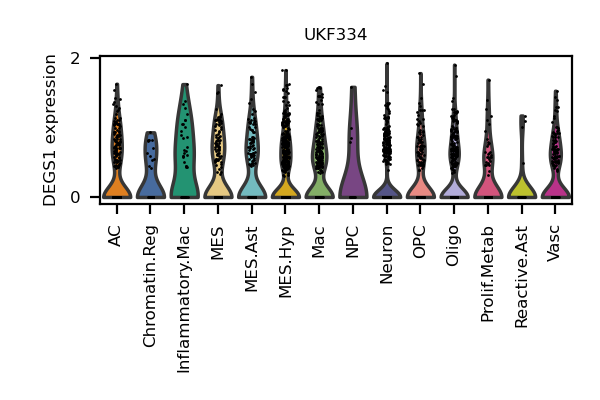 UKF334
DEGS1 expression
2
0
AC
Chromatin.Reg
Inflammatory.Mac
MES
MES.Ast
MES.Hyp
Mac
NPC
Neuron
OPC
Oligo
Prolif.Metab
Reactive.Ast
Vasc